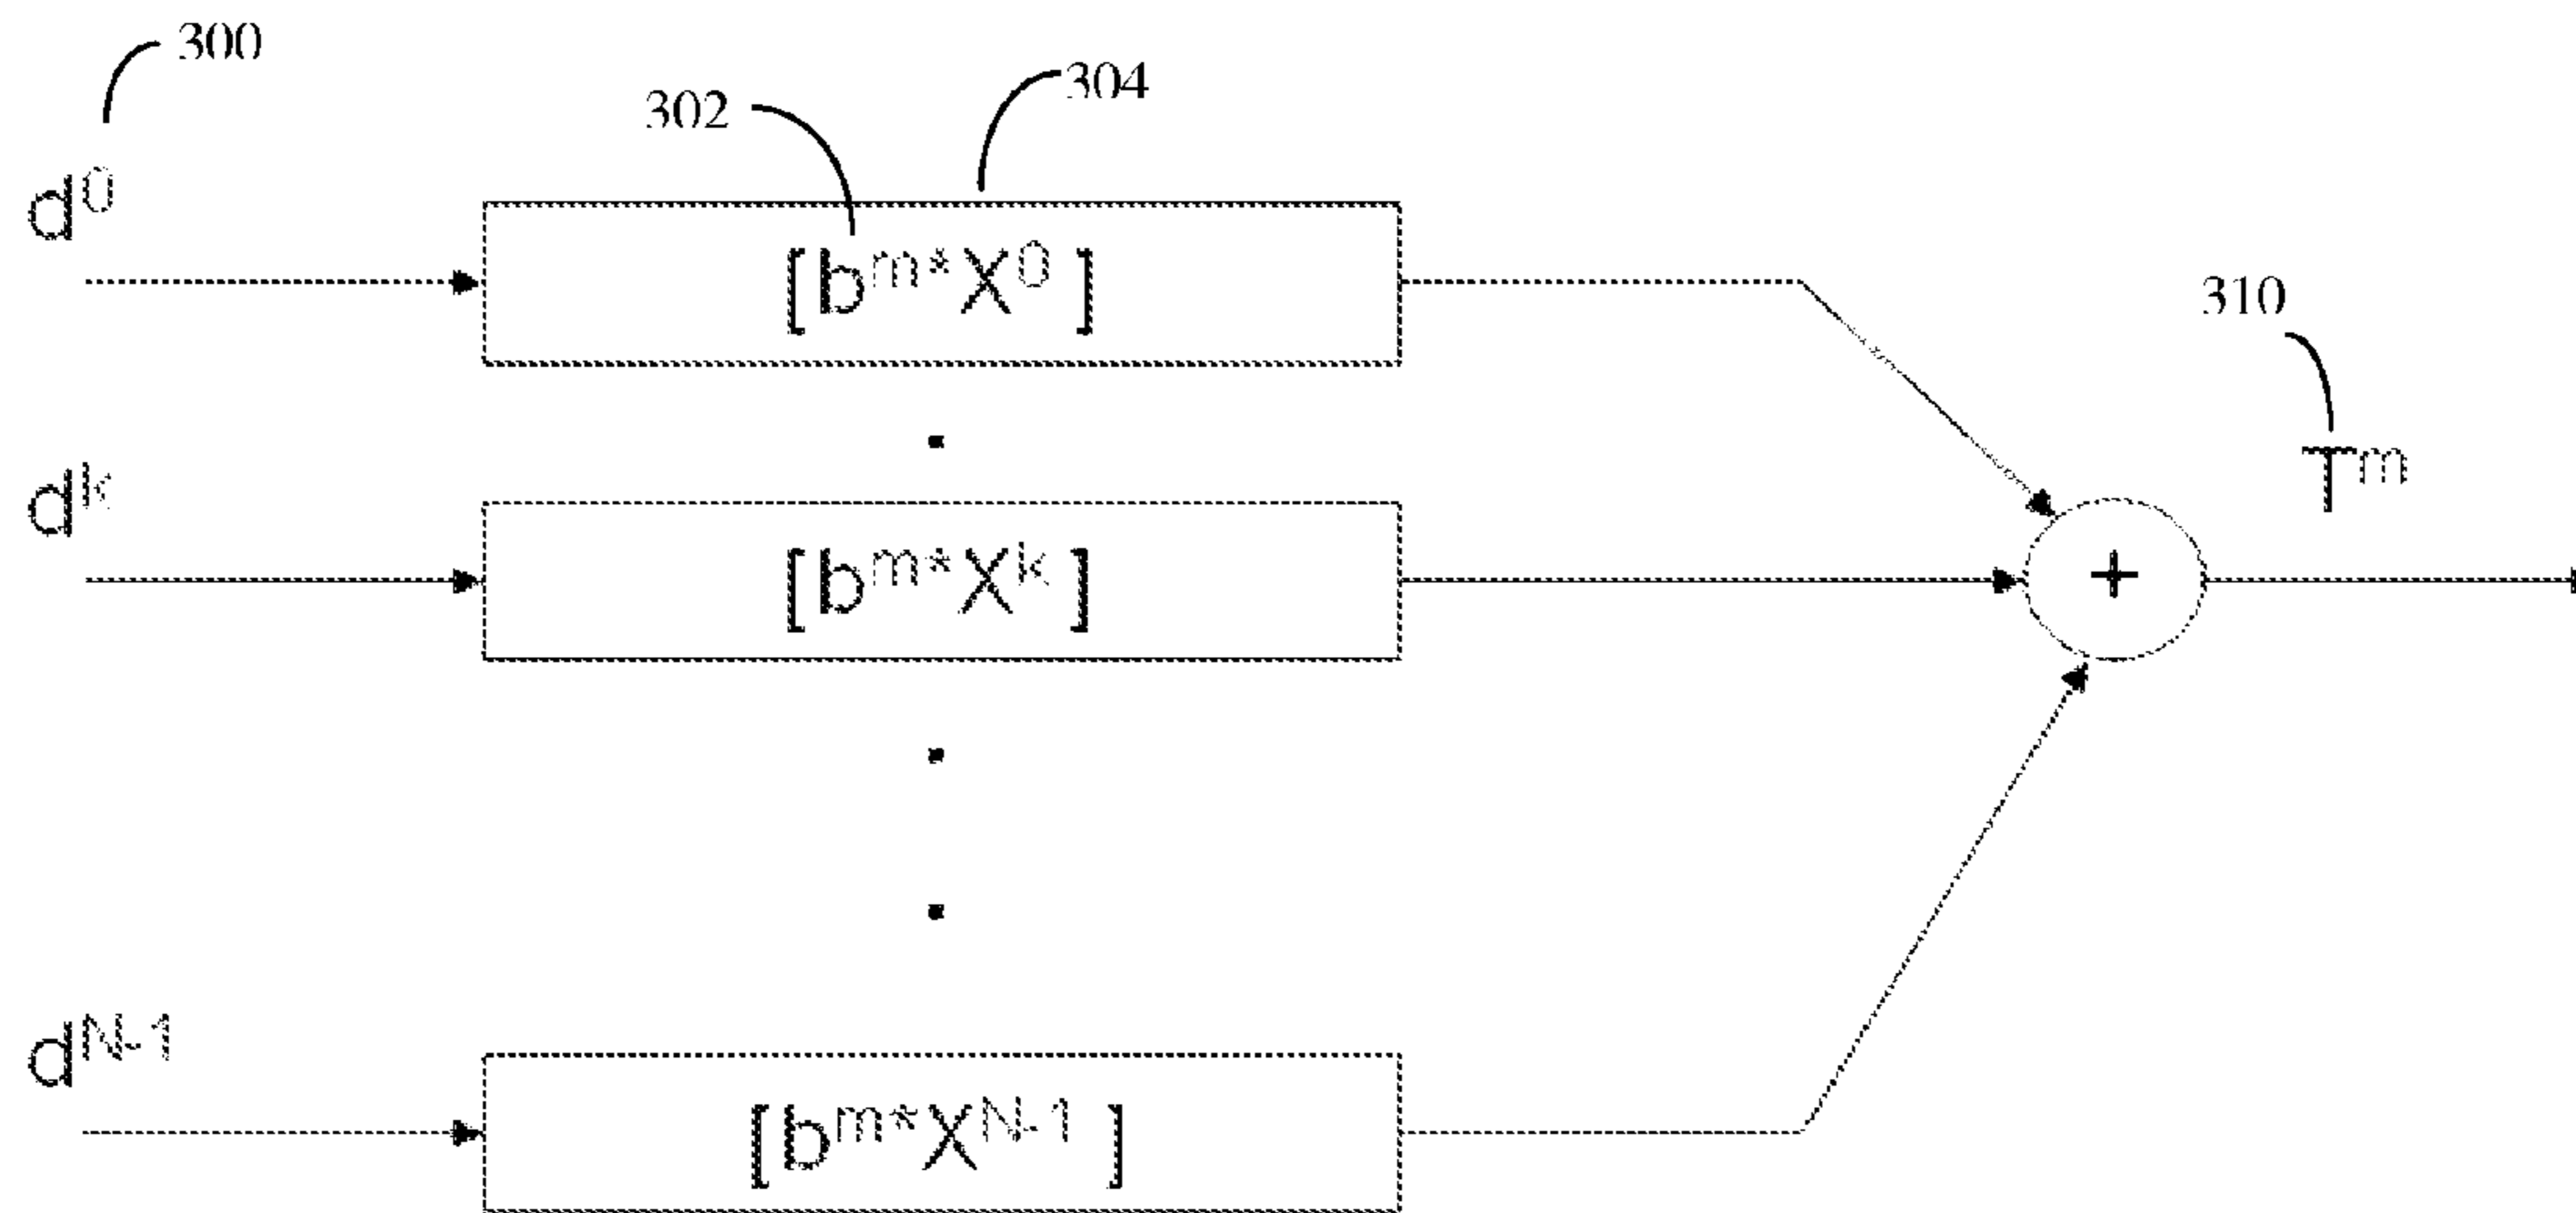 300
304
302
d⁰
[bᵐ*X⁰]
310
dᵏ
Tᵐ
[bᵐ*Xᵏ]
+
dᴺ⁻¹
[bᵐ*Xᴺ⁻¹]